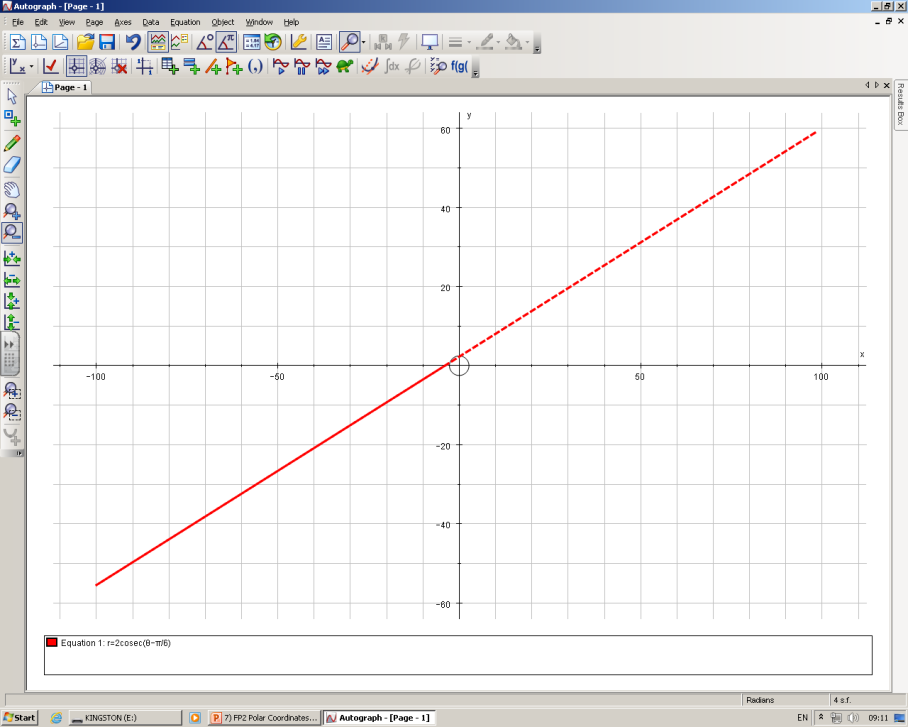 Autograph - [Page - 1]
File Edit View Page Axes Data Equation Object Window Help
Page - 1
Results Box
y
60
40
20
x
-100 -50 50 100
-20
-40
-60
Equation 1: r=2cosec(θ−π/6)
Radians 4 s.f.
Start KINGSTON (E:) 7) FP2 Polar Coordinates... Autograph - [Page - 1] EN 09:11